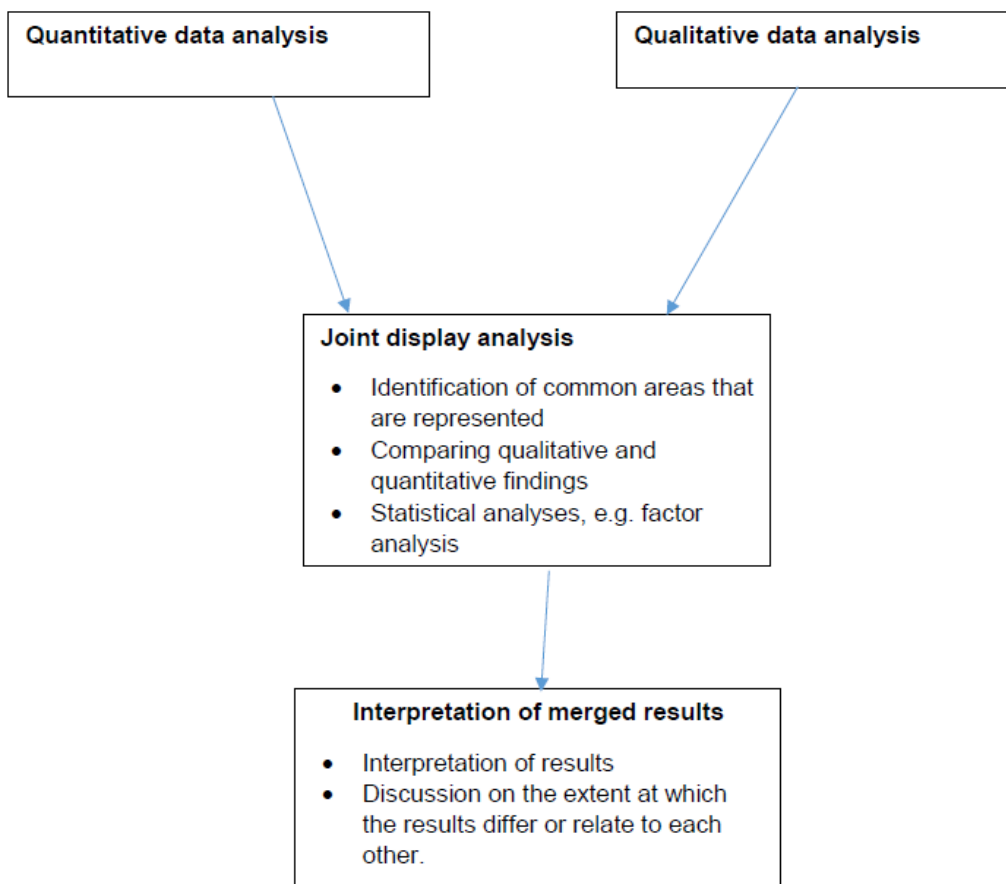 Quantitative data analysis
Qualitative data analysis
Joint display analysis
• Identification of common areas that
are represented
• Comparing qualitative and
quantitative findings
• Statistical analyses, e.g. factor
analysis
Interpretation of merged results
• Interpretation of results
• Discussion on the extent at which
the results differ or relate to each
other.